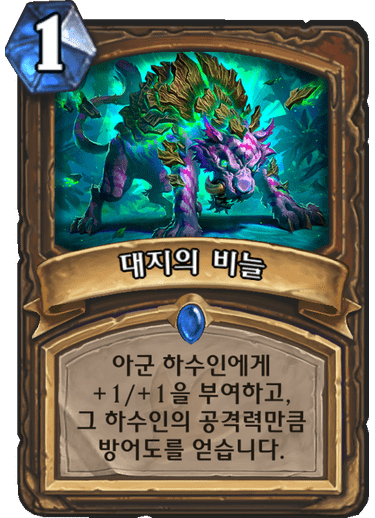 1
대지의 비늘
아군 하수인에게
+1/+1을 부여하고,
그 하수인의 공격력만큼
방어도를 얻습니다.